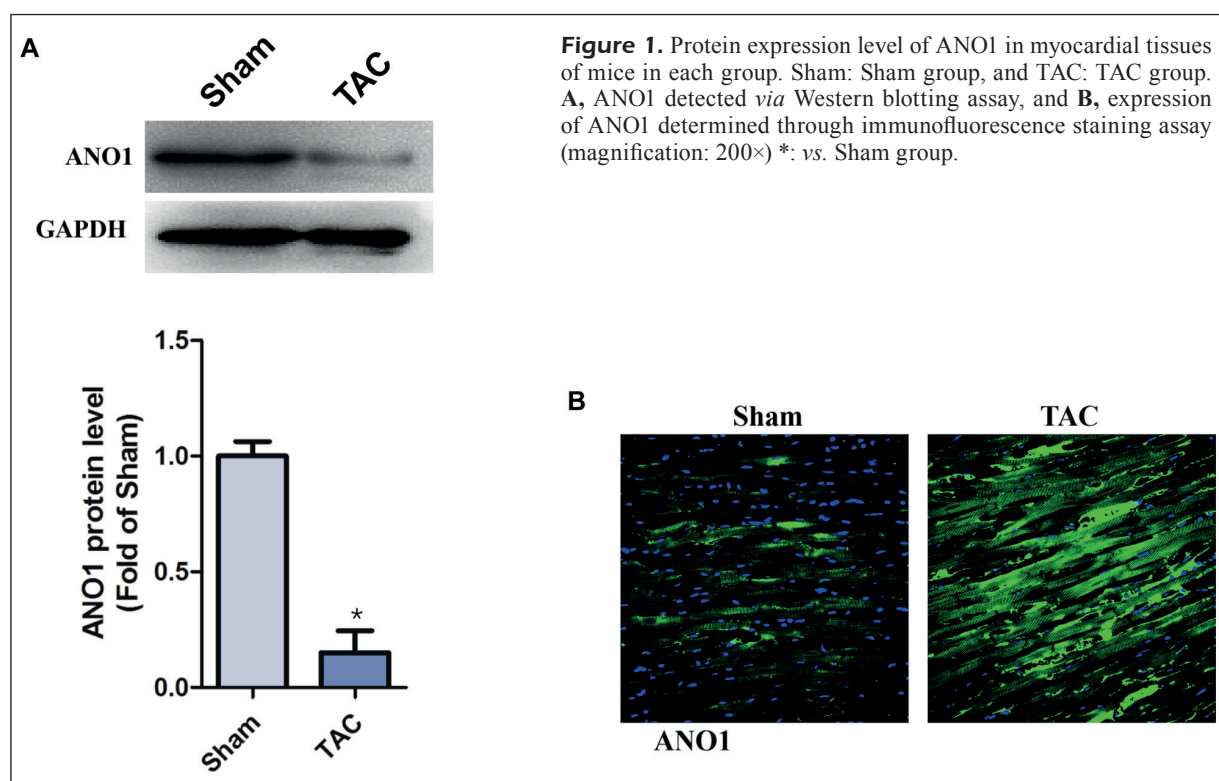 A
Sham
TAC
ANO1
GAPDH
Figure 1. Protein expression level of ANO1 in myocardial tissues
of mice in each group. Sham: Sham group, and TAC: TAC group.
A, ANO1 detected via Western blotting assay, and B, expression
of ANO1 determined through immunofluorescence staining assay
(magnification: 200×) *: vs. Sham group.
ANO1 protein level
(Fold of Sham)
1.5
1.0
0.5
0.0
*
Sham
TAC
B
Sham
TAC
ANO1